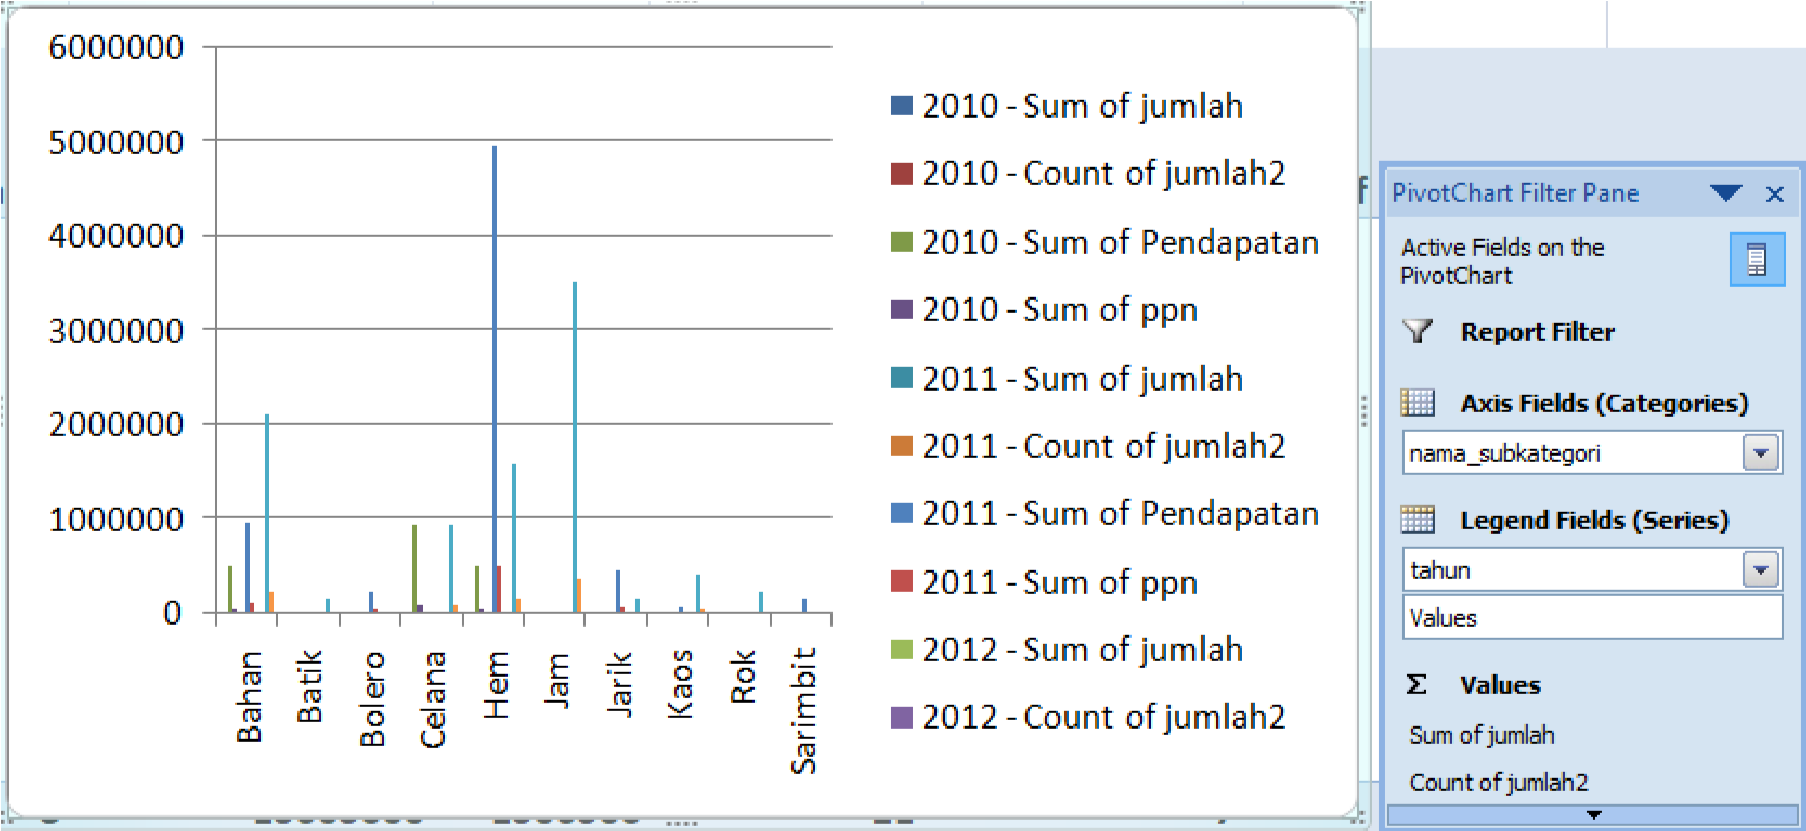 6000000
5000000
4000000
3000000
2000000
1000000
0
Bahan
Batik
Bolero
Celana
Hem
Jam
Jarik
Kaos
Rok
Sarimbit
2010 - Sum of jumlah
2010 - Count of jumlah2
2010 - Sum of Pendapatan
2010 - Sum of ppn
2011 - Sum of jumlah
2011 - Count of jumlah2
2011 - Sum of Pendapatan
2011 - Sum of ppn
2012 - Sum of jumlah
2012 - Count of jumlah2
PivotChart Filter Pane
Active Fields on the
PivotChart
Report Filter
Axis Fields (Categories)
nama_subkategori
Legend Fields (Series)
tahun
Values
Σ Values
Sum of jumlah
Count of jumlah2